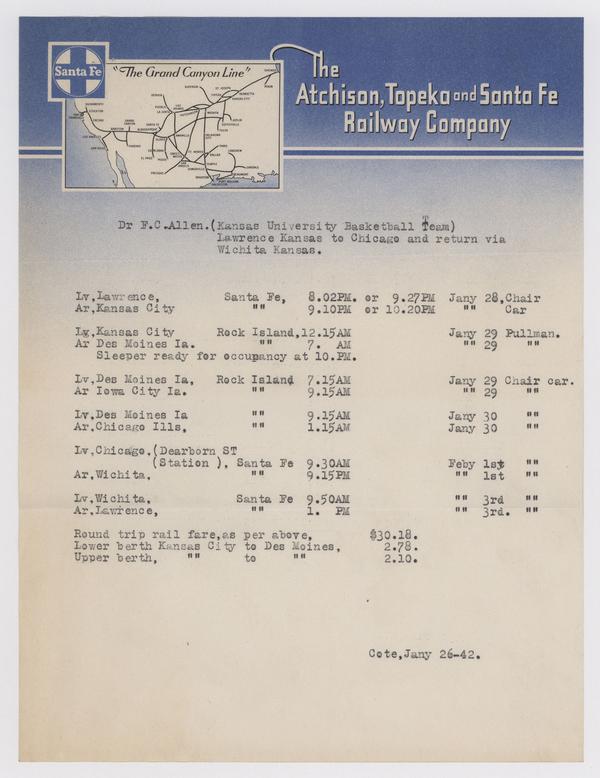 Santa Fe
"The Grand Canyon Line"
The
Atchison, Topeka and Santa Fe
Railway Company
Dr F.C.Allen.(Kansas University Basketball Team)
Lawrence Kansas to Chicago and return via
Wichita Kansas.
Lv,Lawrence, Santa Fe, 8.02PM. or 9.27PM Jany 28,Chair
Ar,Kansas City "" 9.10PM or 10.20PM Car
Lg,Kansas City Rock Island,12.15AM Jany 29 Pullman.
Ar Des Moines Ia. "" 7. AM "" 29 ""
Sleeper ready for occupancy at 10.PM.
Lv,Des Moines Ia, Rock Island 7.15AM Jany 29 Chair car.
Ar Iowa City Ia. "" 9.15AM "" 29 ""
Lv,Des Moines Ia "" 9.15AM Jany 30 ""
Ar,Chicago Ills, "" 1.15AM Jany 30 ""
Lv,Chicago,(Dearborn ST
(Station ), Santa Fe 9.30AM Feby 1st ""
Ar,Wichita, "" 9.15PM "" 1st ""
Lv,Wichita, Santa Fe 9.50AM "" 3rd ""
Ar,Lawrence, "" 1. PM "" 3rd. ""
Round trip rail fare,as per above, $30.18.
Lower berth Kansas City to Des Moines, 2.78.
Upper berth, "" to "" 2.10.
Cote,Jany 26-42.